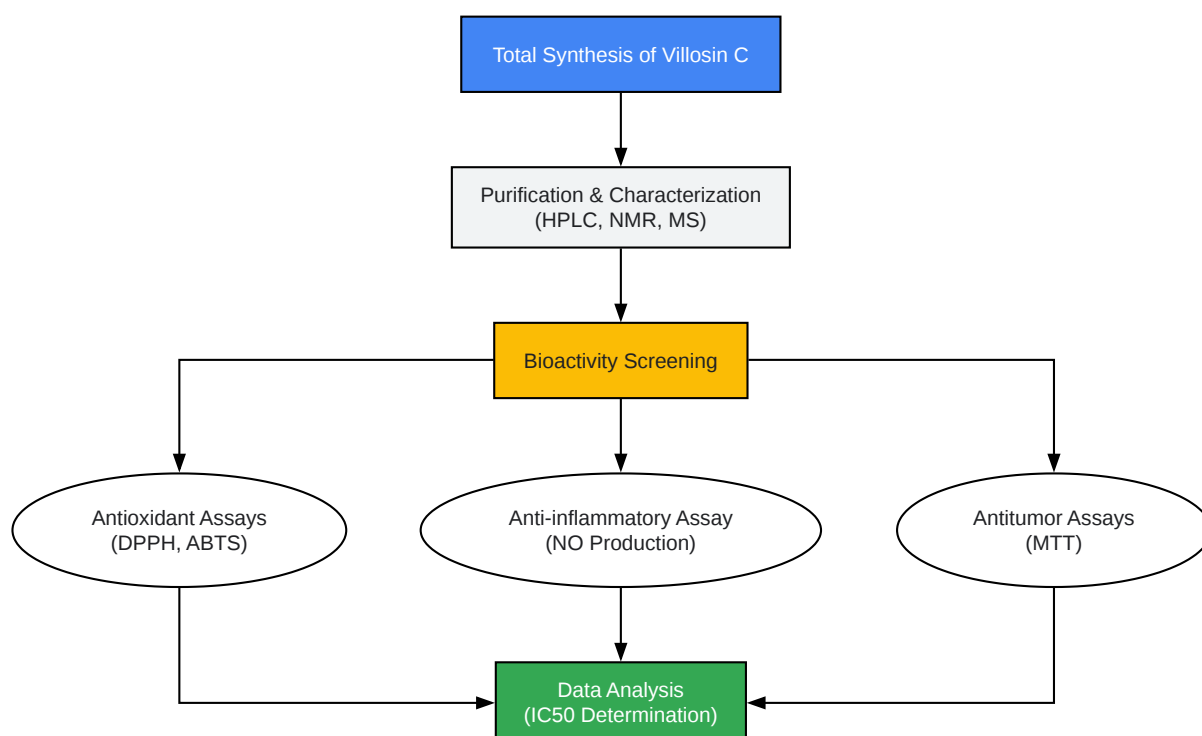 Total Synthesis of Villosin C
Purification & Characterization
(HPLC, NMR, MS)
Bioactivity Screening
Antioxidant Assays
(DPPH, ABTS)
Anti-inflammatory Assay
(NO Production)
Antitumor Assays
(MTT)
Data Analysis
(IC50 Determination)